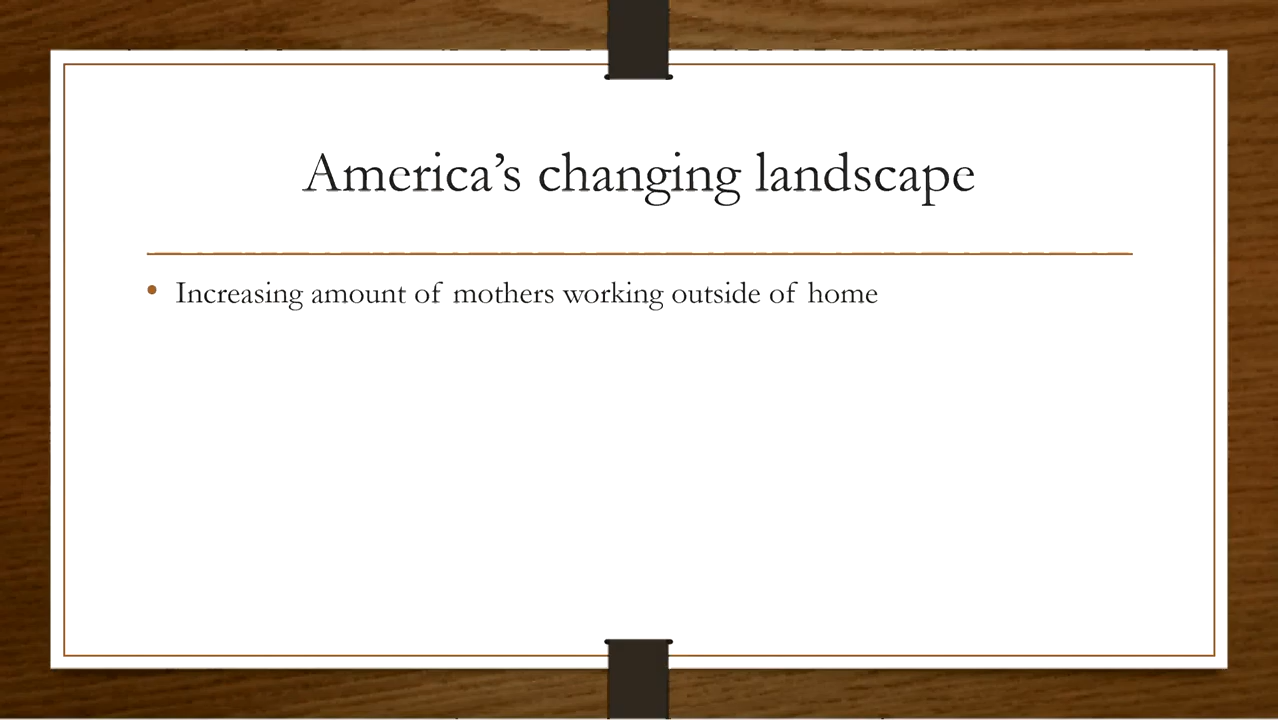 America’s changing landscape
Increasing amount of mothers working outside of home